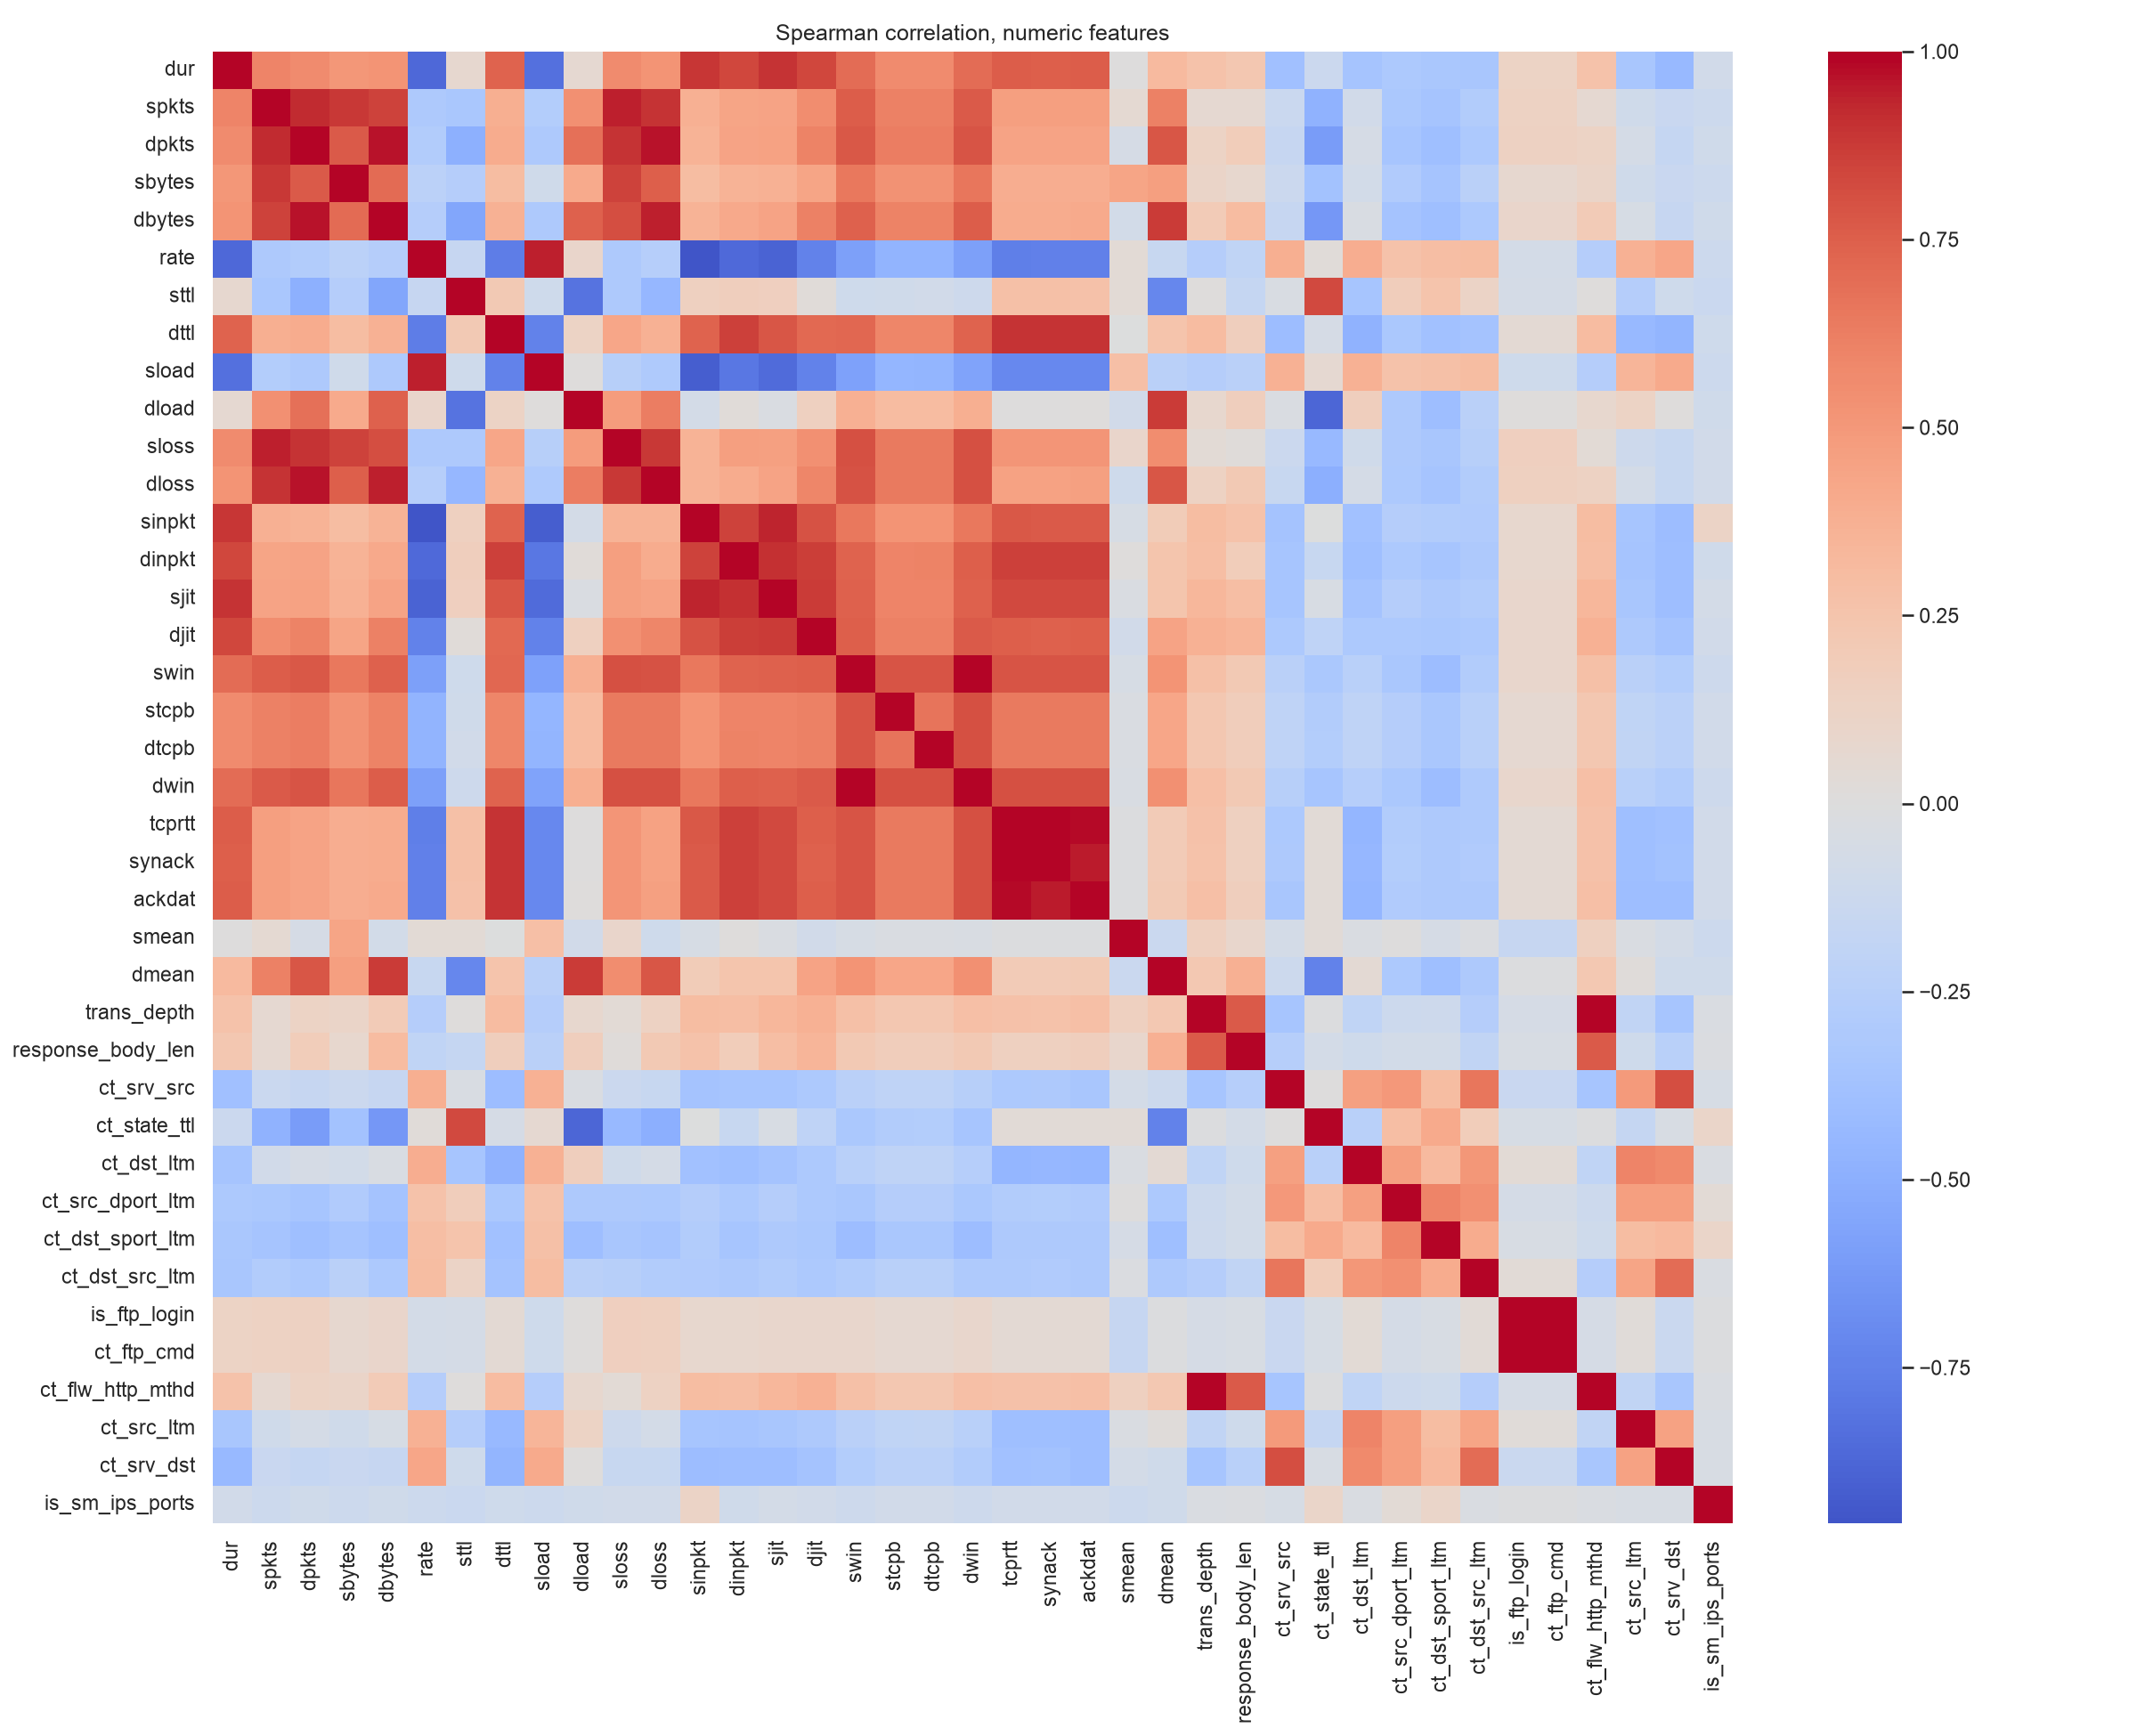 Spearman correlation, numeric features
dur
spkts
dpkts
sbytes
dbytes
rate
sttl
dttl
sload
dload
sloss
dloss
sinpkt
dinpkt
sjit
djit
swin
stcpb
dtcpb
dwin
tcprtt
synack
ackdat
smean
dmean
trans_depth
response_body_len
ct_srv_src
ct_state_ttl
ct_dst_ltm
ct_src_dport_ltm
ct_dst_sport_ltm
ct_dst_src_ltm
is_ftp_login
ct_ftp_cmd
ct_flw_http_mthd
ct_src_ltm
ct_srv_dst
is_sm_ips_ports
dur
spkts
dpkts
sbytes
dbytes
rate
sttl
dttl
sload
dload
sloss
dloss
sinpkt
dinpkt
sjit
djit
swin
stcpb
dtcpb
dwin
tcprtt
synack
ackdat
smean
dmean
trans_depth
response_body_len
ct_srv_src
ct_state_ttl
ct_dst_ltm
ct_src_dport_ltm
ct_dst_sport_ltm
ct_dst_src_ltm
is_ftp_login
ct_ftp_cmd
ct_flw_http_mthd
ct_src_ltm
ct_srv_dst
is_sm_ips_ports
1.00
0.75
0.50
0.25
0.00
−0.25
−0.50
−0.75